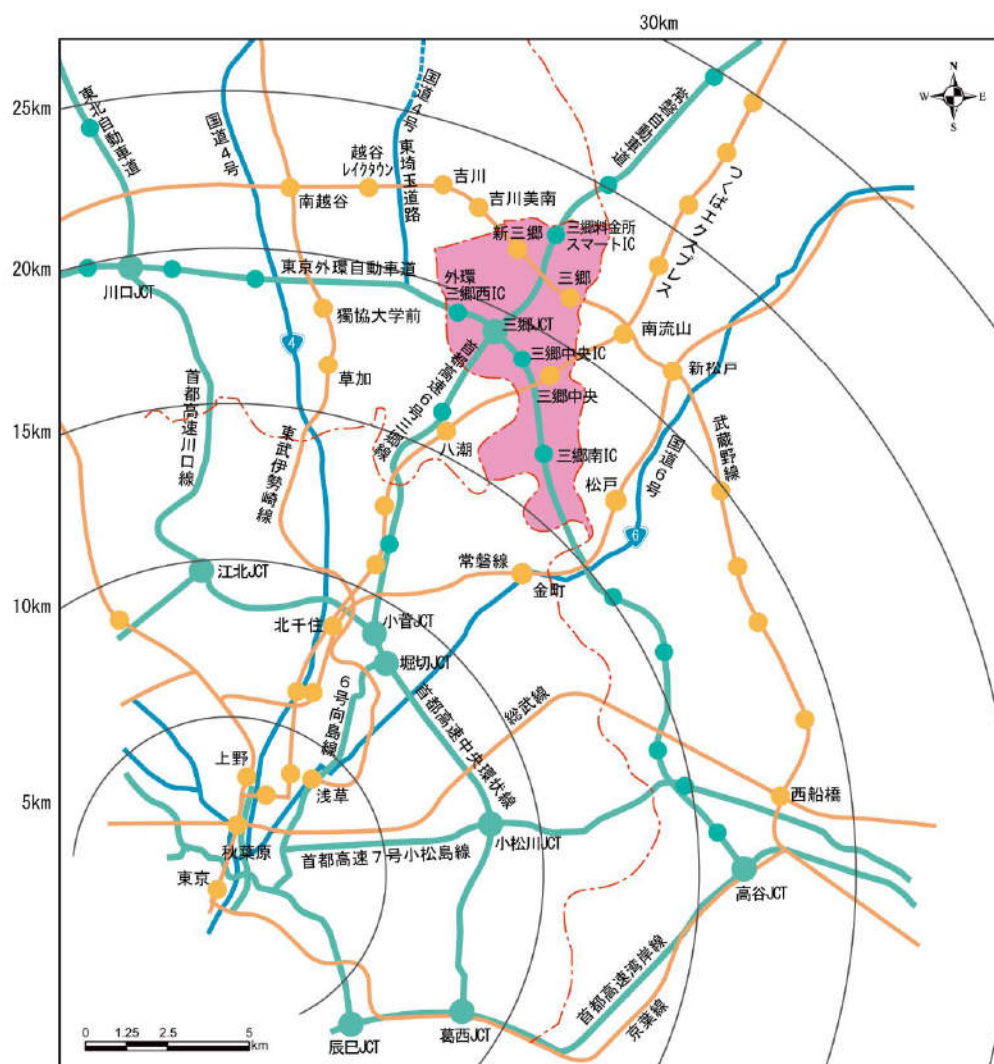 30km
25km
20km
15km
10km
5km
N
W
E
S
東北自動車道
国道4号
国道4号 東埼玉道路
常磐自動車道
つくばエクスプレス
越谷
レイクタウン
吉川
吉川美南
南越谷
新三郷
三郷料金所
スマートIC
東京外環自動車道
外環
三郷西IC
三郷
川口JCT
三郷JCT
獨協大学前
南流山
4
三郷中央IC
新松戸
草加
三郷中央
首都高速6号三郷線
首都高速川口線
東武伊勢崎線
八潮
三郷南IC
武蔵野線
国道6号
松戸
6
常磐線
金町
江北JCT
北千住
小菅JCT
堀切JCT
6号向島線
首都高速中央環状線
総武線
上野
浅草
西船橋
秋葉原
首都高速7号小松島線
小松川JCT
東京
高谷JCT
首都高速湾岸線
京葉線
辰巳JCT
葛西JCT
0
1.25
2.5
5
km